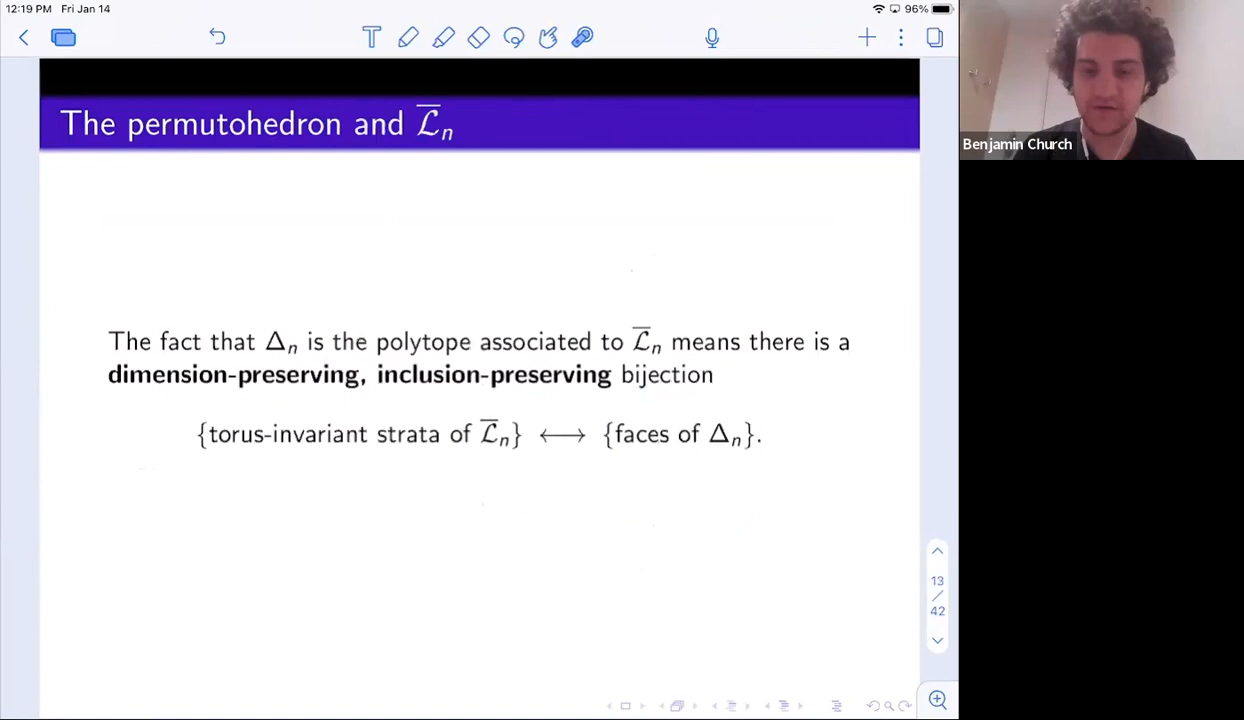 12:19 PM Fri Jan 14
96%
The permutohedron and $\overline{\mathcal{L}}_n$
Benjamin Church
The fact that Δₙ is the polytope associated to $\overline{\mathcal{L}}_n$ means there is a
dimension-preserving, inclusion-preserving bijection
{torus-invariant strata of $\overline{\mathcal{L}}_n$} ⟷ {faces of Δₙ}.
13
/
42